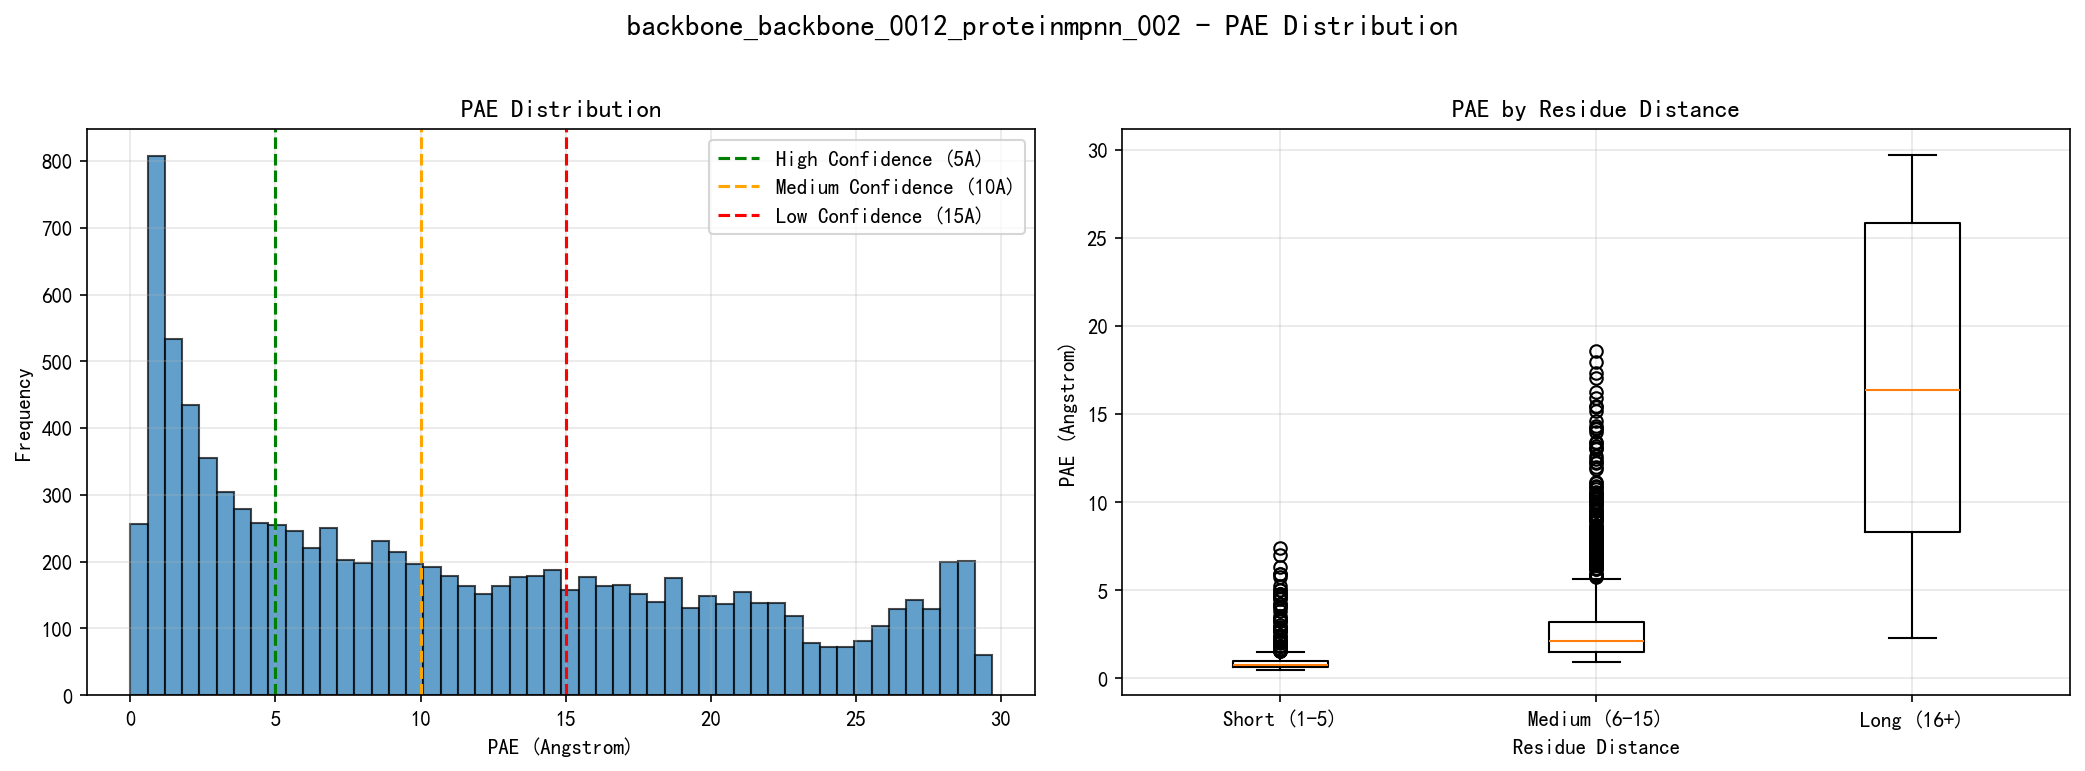 backbone_backbone_0012_proteinmpnn_002 - PAE Distribution
PAE Distribution
800
700
600
500
400
300
200
100
0
Frequency
High Confidence (5A)
Medium Confidence (10A)
Low Confidence (15A)
0 5 10 15 20 25 30
PAE (Angstrom)
PAE by Residue Distance
30
25
20
15
10
5
0
PAE (Angstrom)
Short (1-5) Medium (6-15) Long (16+)
Residue Distance